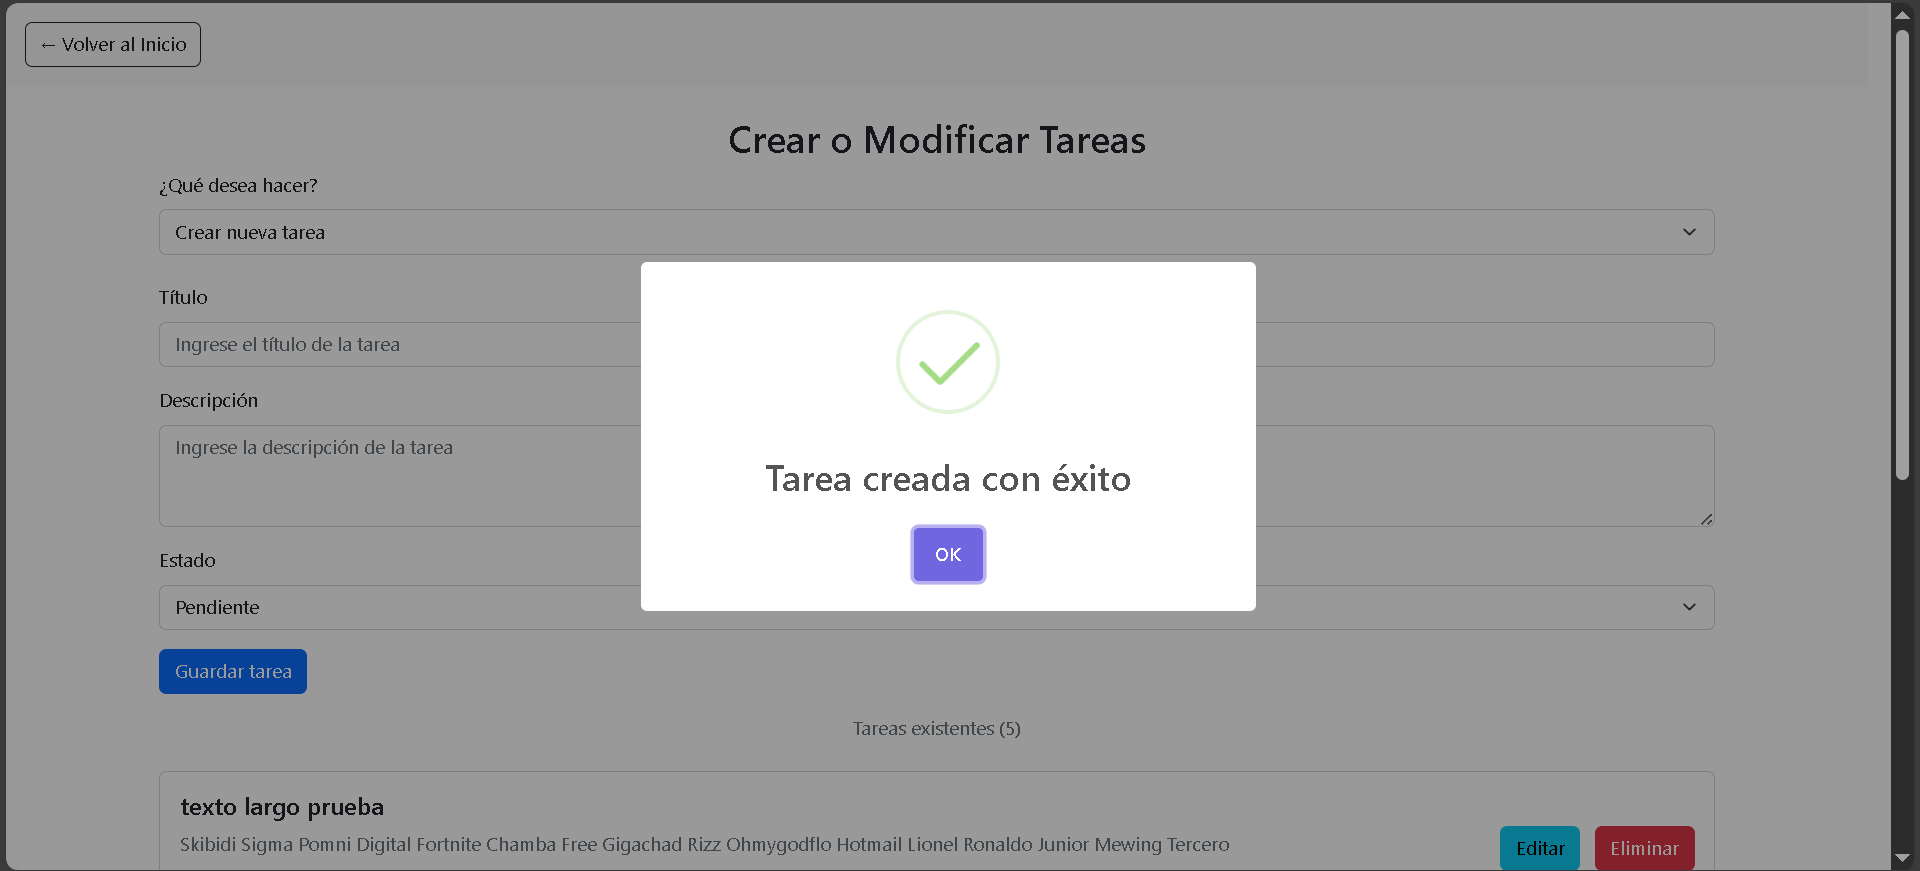 ← Volver al Inicio
Crear o Modificar Tareas
¿Qué desea hacer?
Crear nueva tarea
Título
Ingrese el título de la tarea
Descripción
Ingrese la descripción de la tarea
Tarea creada con éxito
OK
Estado
Pendiente
Guardar tarea
Tareas existentes (5)
texto largo prueba
Skibidi Sigma Pomni Digital Fortnite Chamba Free Gigachad Rizz Ohmygodflo Hotmail Lionel Ronaldo Junior Mewing Tercero
Editar
Eliminar